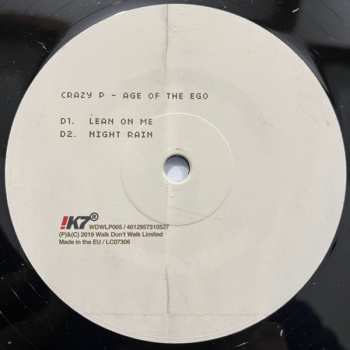 CRAZY P - AGE OF THE EGO
D1. LEAN ON ME
D2. NIGHT RAIN
!K7®
WDWLP005 / 4012957210527
(P)&(C) 2019 Walk Don't Walk Limited
Made in the EU / LC07306